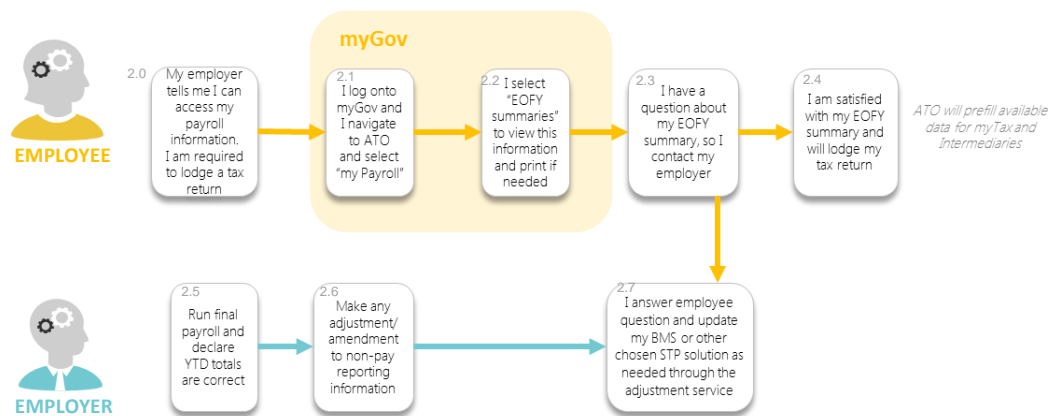 myGov
2.0
My employer
tells me I can
access my
payroll
information.
I am required
to lodge a tax
return
2.1
I log onto
myGov and
I navigate
to ATO
and select
“my Payroll”
2.2
I select
“EOFY
summaries”
to view this
information
and print if
needed
2.3
I have a
question about
my EOFY
summary, so I
contact my
employer
2.4
I am satisfied
with my EOFY
summary and
will lodge my
tax return
ATO will prefill available
data for myTax and
Intermediaries
EMPLOYEE
2.5
Run final
payroll and
declare
YTD totals
are correct
2.6
Make any
adjustment/
amendment
to non-pay
reporting
information
2.7
I answer employee
question and update
my BMS or other
chosen STP solution as
needed through the
adjustment service
EMPLOYER